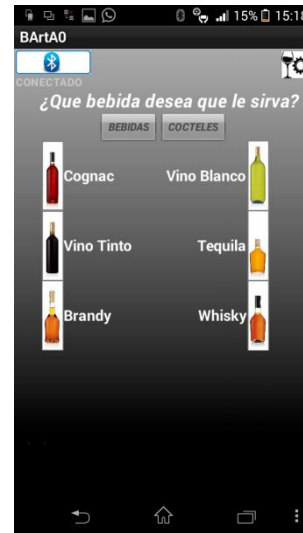 15% 15:18
BArtA0
CONECTADO
¿Que bebida desea que le sirva?
BEBIDAS COCTELES
Cognac Vino Blanco
Vino Tinto Tequila
Brandy Whisky